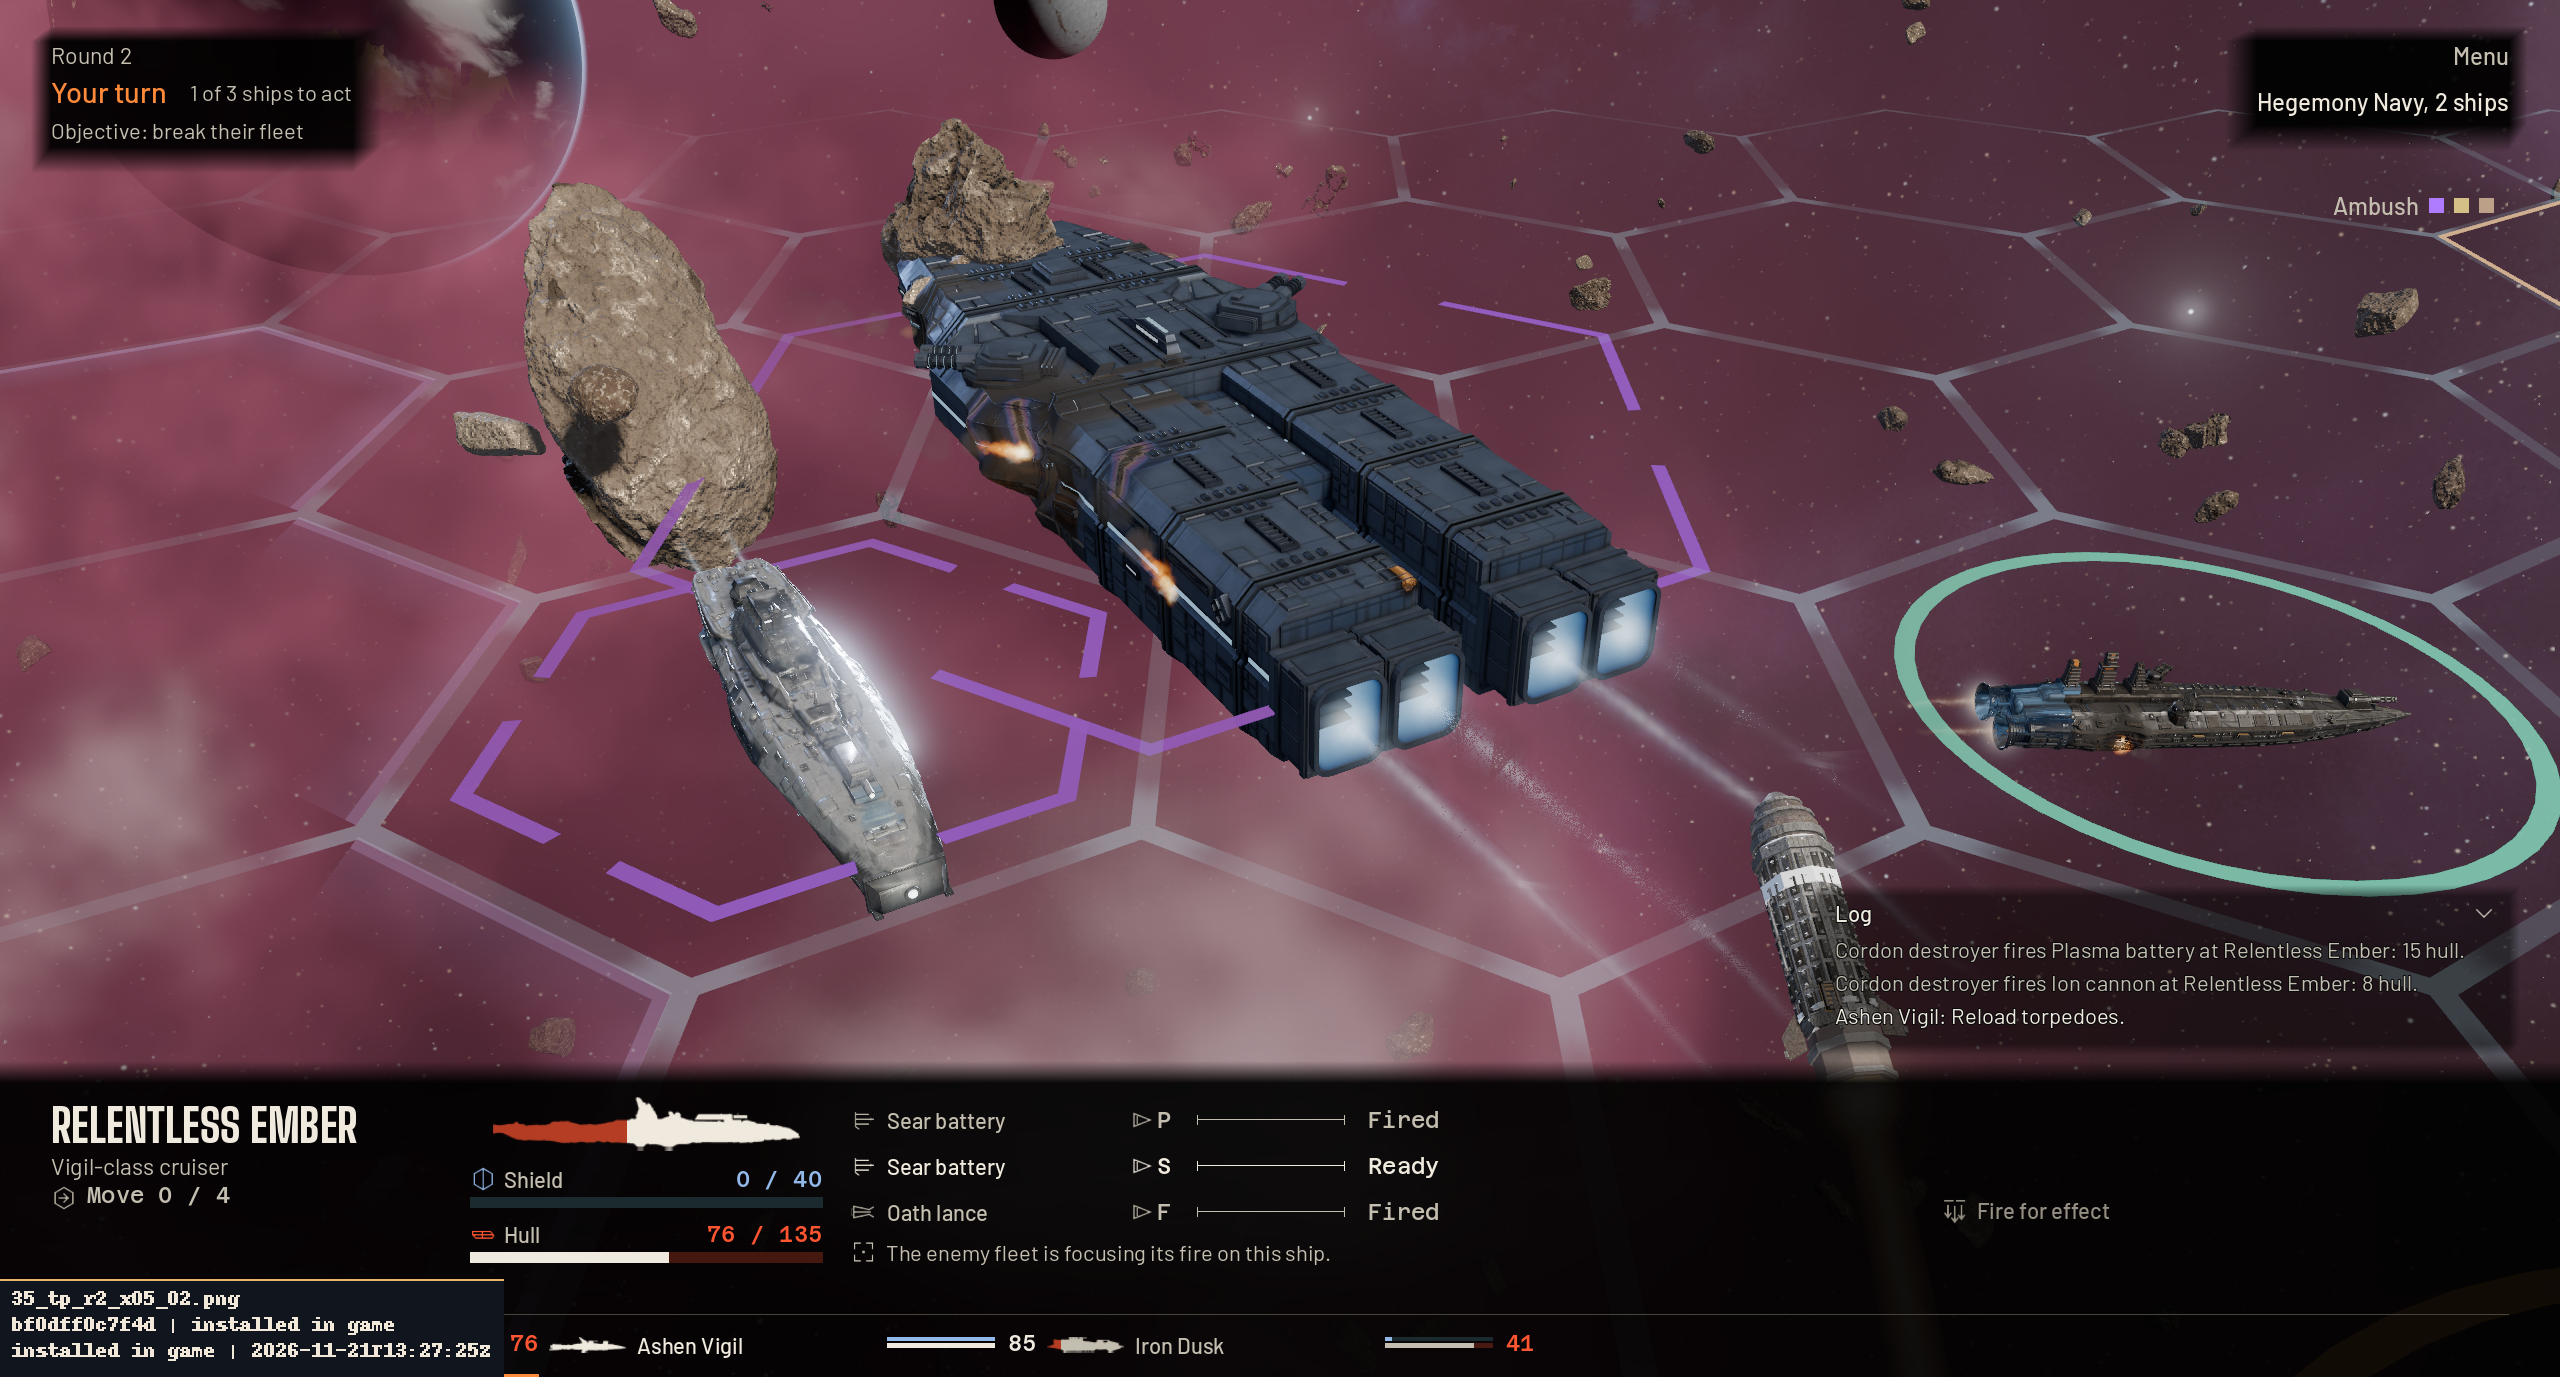 Round 2
Your turn 1 of 3 ships to act
Objective: break their fleet
Menu
Hegemony Navy, 2 ships
Ambush
Log
Cordon destroyer fires Plasma battery at Relentless Ember: 15 hull.
Cordon destroyer fires Ion cannon at Relentless Ember: 8 hull.
Ashen Vigil: Reload torpedoes.
RELENTLESS EMBER
Vigil-class cruiser
Move 0 / 4
Shield 0 / 40
Hull 76 / 135
Sear battery P Fired
Sear battery S Ready
Oath lance F Fired
The enemy fleet is focusing its fire on this ship.
Fire for effect
35_tp_r2_x05_02.png
bf0dff0c7f4d | installed in game
installed in game | 2026-11-21r13:27:25z
76 Ashen Vigil 85 Iron Dusk 41